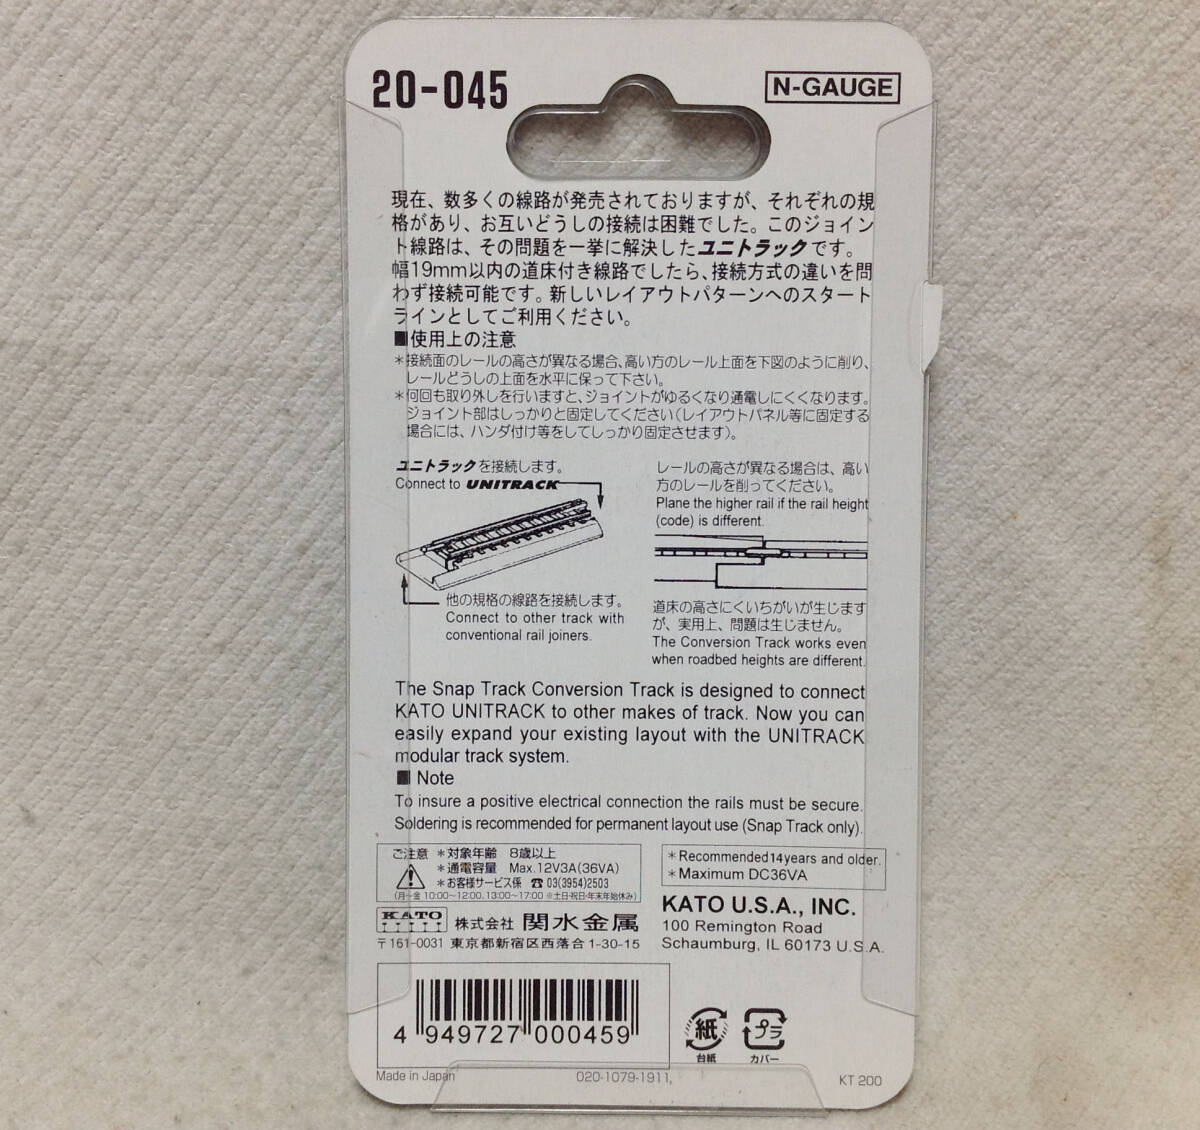 20-045
N-GAUGE
現在、数多くの線路が発売されておりますが、それぞれの規
格があり、お互いどうしの接続は困難でした。このジョイン
ト線路は、その問題を一挙に解決したユニトラックです。
幅19mm以内の道床付き線路でしたら、接続方式の違いを問
わず接続可能です。新しいレイアウトパターンへのスタート
ラインとしてご利用ください。
■使用上の注意
*接続面のレールの高さが異なる場合、高い方のレール上面を下図のように削り、
レールどうしの上面を水平に保って下さい。
*何回も取り外しを行いますと、ジョイントがゆるくなり通電しにくくなります。
ジョイント部はしっかりと固定してください(レイアウトパネル等に固定する
場合には、ハンダ付け等をしてしっかり固定させます)。
ユニトラックを接続します。
Connect to UNITRACK
他の規格の線路を接続します。
Connect to other track with
conventional rail joiners.
レールの高さが異なる場合は、高い
方のレールを削ってください。
Plane the higher rail if the rail height
(code) is different.
道床の高さにくいちがいが生じます
が、実用上、問題は生じません。
The Conversion Track works even
when roadbed heights are different.
The Snap Track Conversion Track is designed to connect
KATO UNITRACK to other makes of track. Now you can
easily expand your existing layout with the UNITRACK
modular track system.
■ Note
To insure a positive electrical connection the rails must be secure.
Soldering is recommended for permanent layout use (Snap Track only).
ご注意 *対象年齢 8歳以上
*通電容量 Max.12V3A(36VA)
*お客様サービス係 ☎ 03(3954)2503
(月〜金 10:00〜12:00、13:00〜17:00 ※土日・祝日・年末年始休み)
*Recommended 14years and older.
*Maximum DC36VA
KATO 株式会社 関水金属
〒161-0031 東京都新宿区西落合1-30-15
KATO U.S.A., INC.
100 Remington Road
Schaumburg, IL 60173 U.S.A.
4 949727 000459
紙
台紙
プラ
カバー
Made in Japan
020-1079-1911,
KT 200